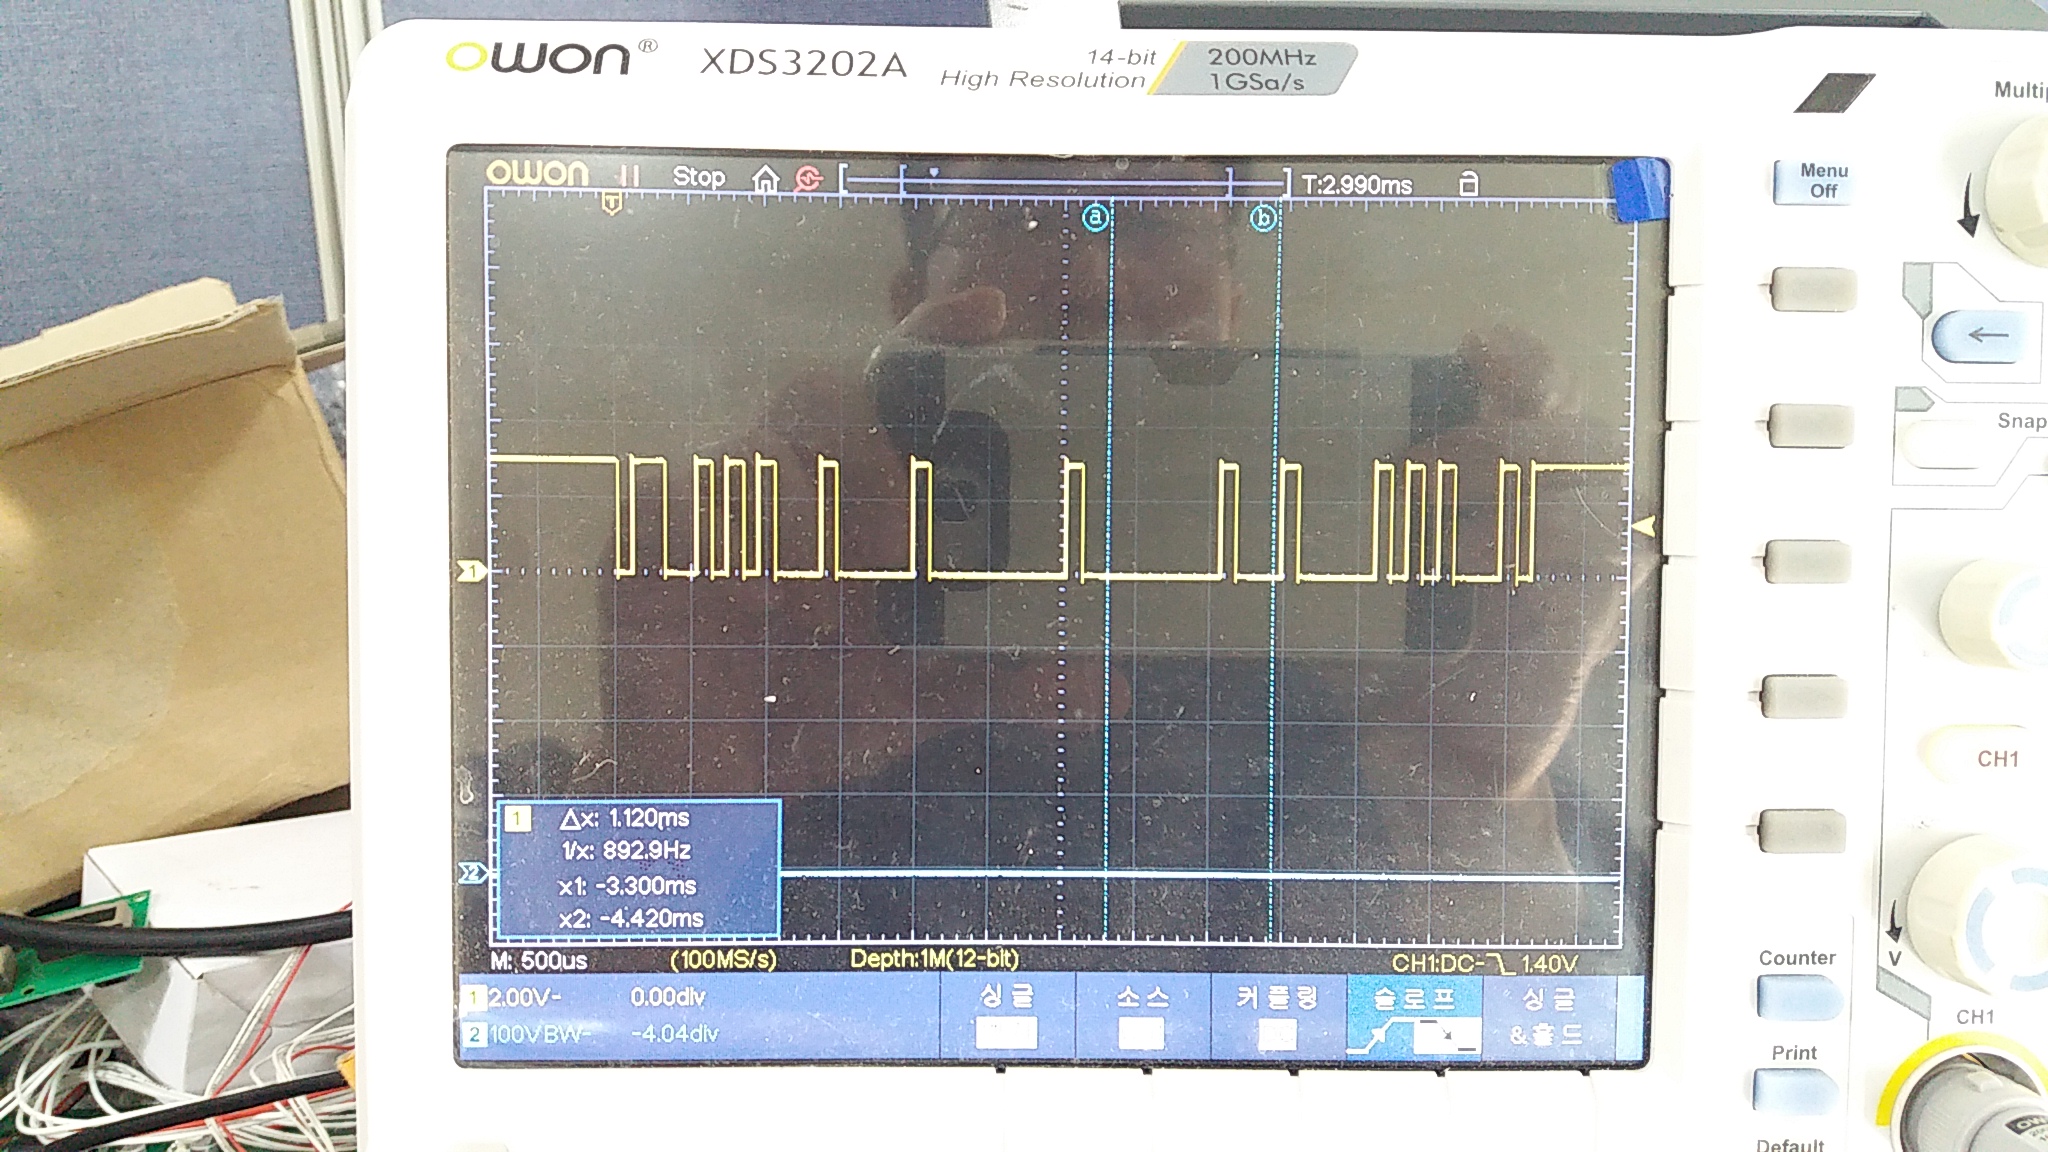 OWON® XDS3202A 14-bit High Resolution 200MHz 1GSa/s
Multi
OWON Stop T:2.990ms
T
Menu Off
a b
Snap
1
CH1
1 △x: 1.120ms
1/x: 892.9Hz
x1: -3.300ms
x2: -4.420ms
2
M: 500us (100MS/s) Depth:1M(12-bit) CH1:DC- 1.40V
1 2.00V- 0.00div
2 100V BW- -4.04div
싱글 소스 커플링 슬로프 싱글 &홀드
V
Counter
CH1
Print
Default